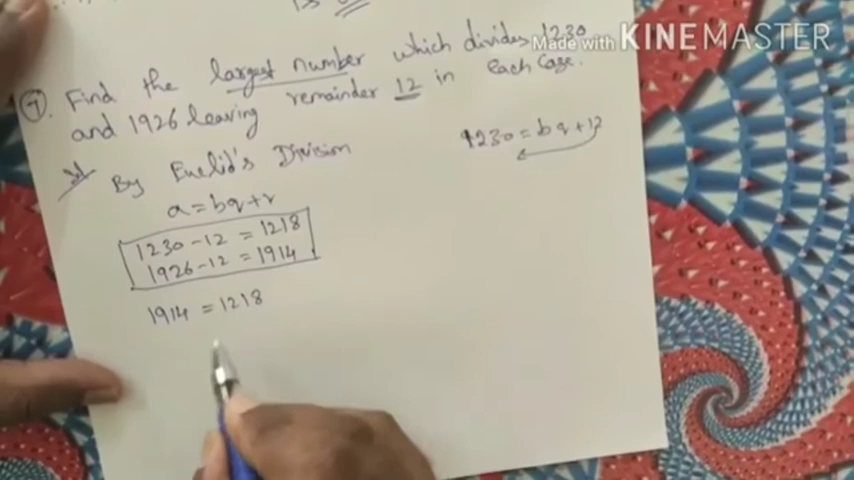 Made with KINEMASTER
7. Find the largest number which divides 1230
and 1926 leaving remainder 12 in each case.
Sol By Euclid's Division
1230 = bq + 12
a = bq + r
1230 - 12 = 1218
1926 - 12 = 1914
1914 = 1218